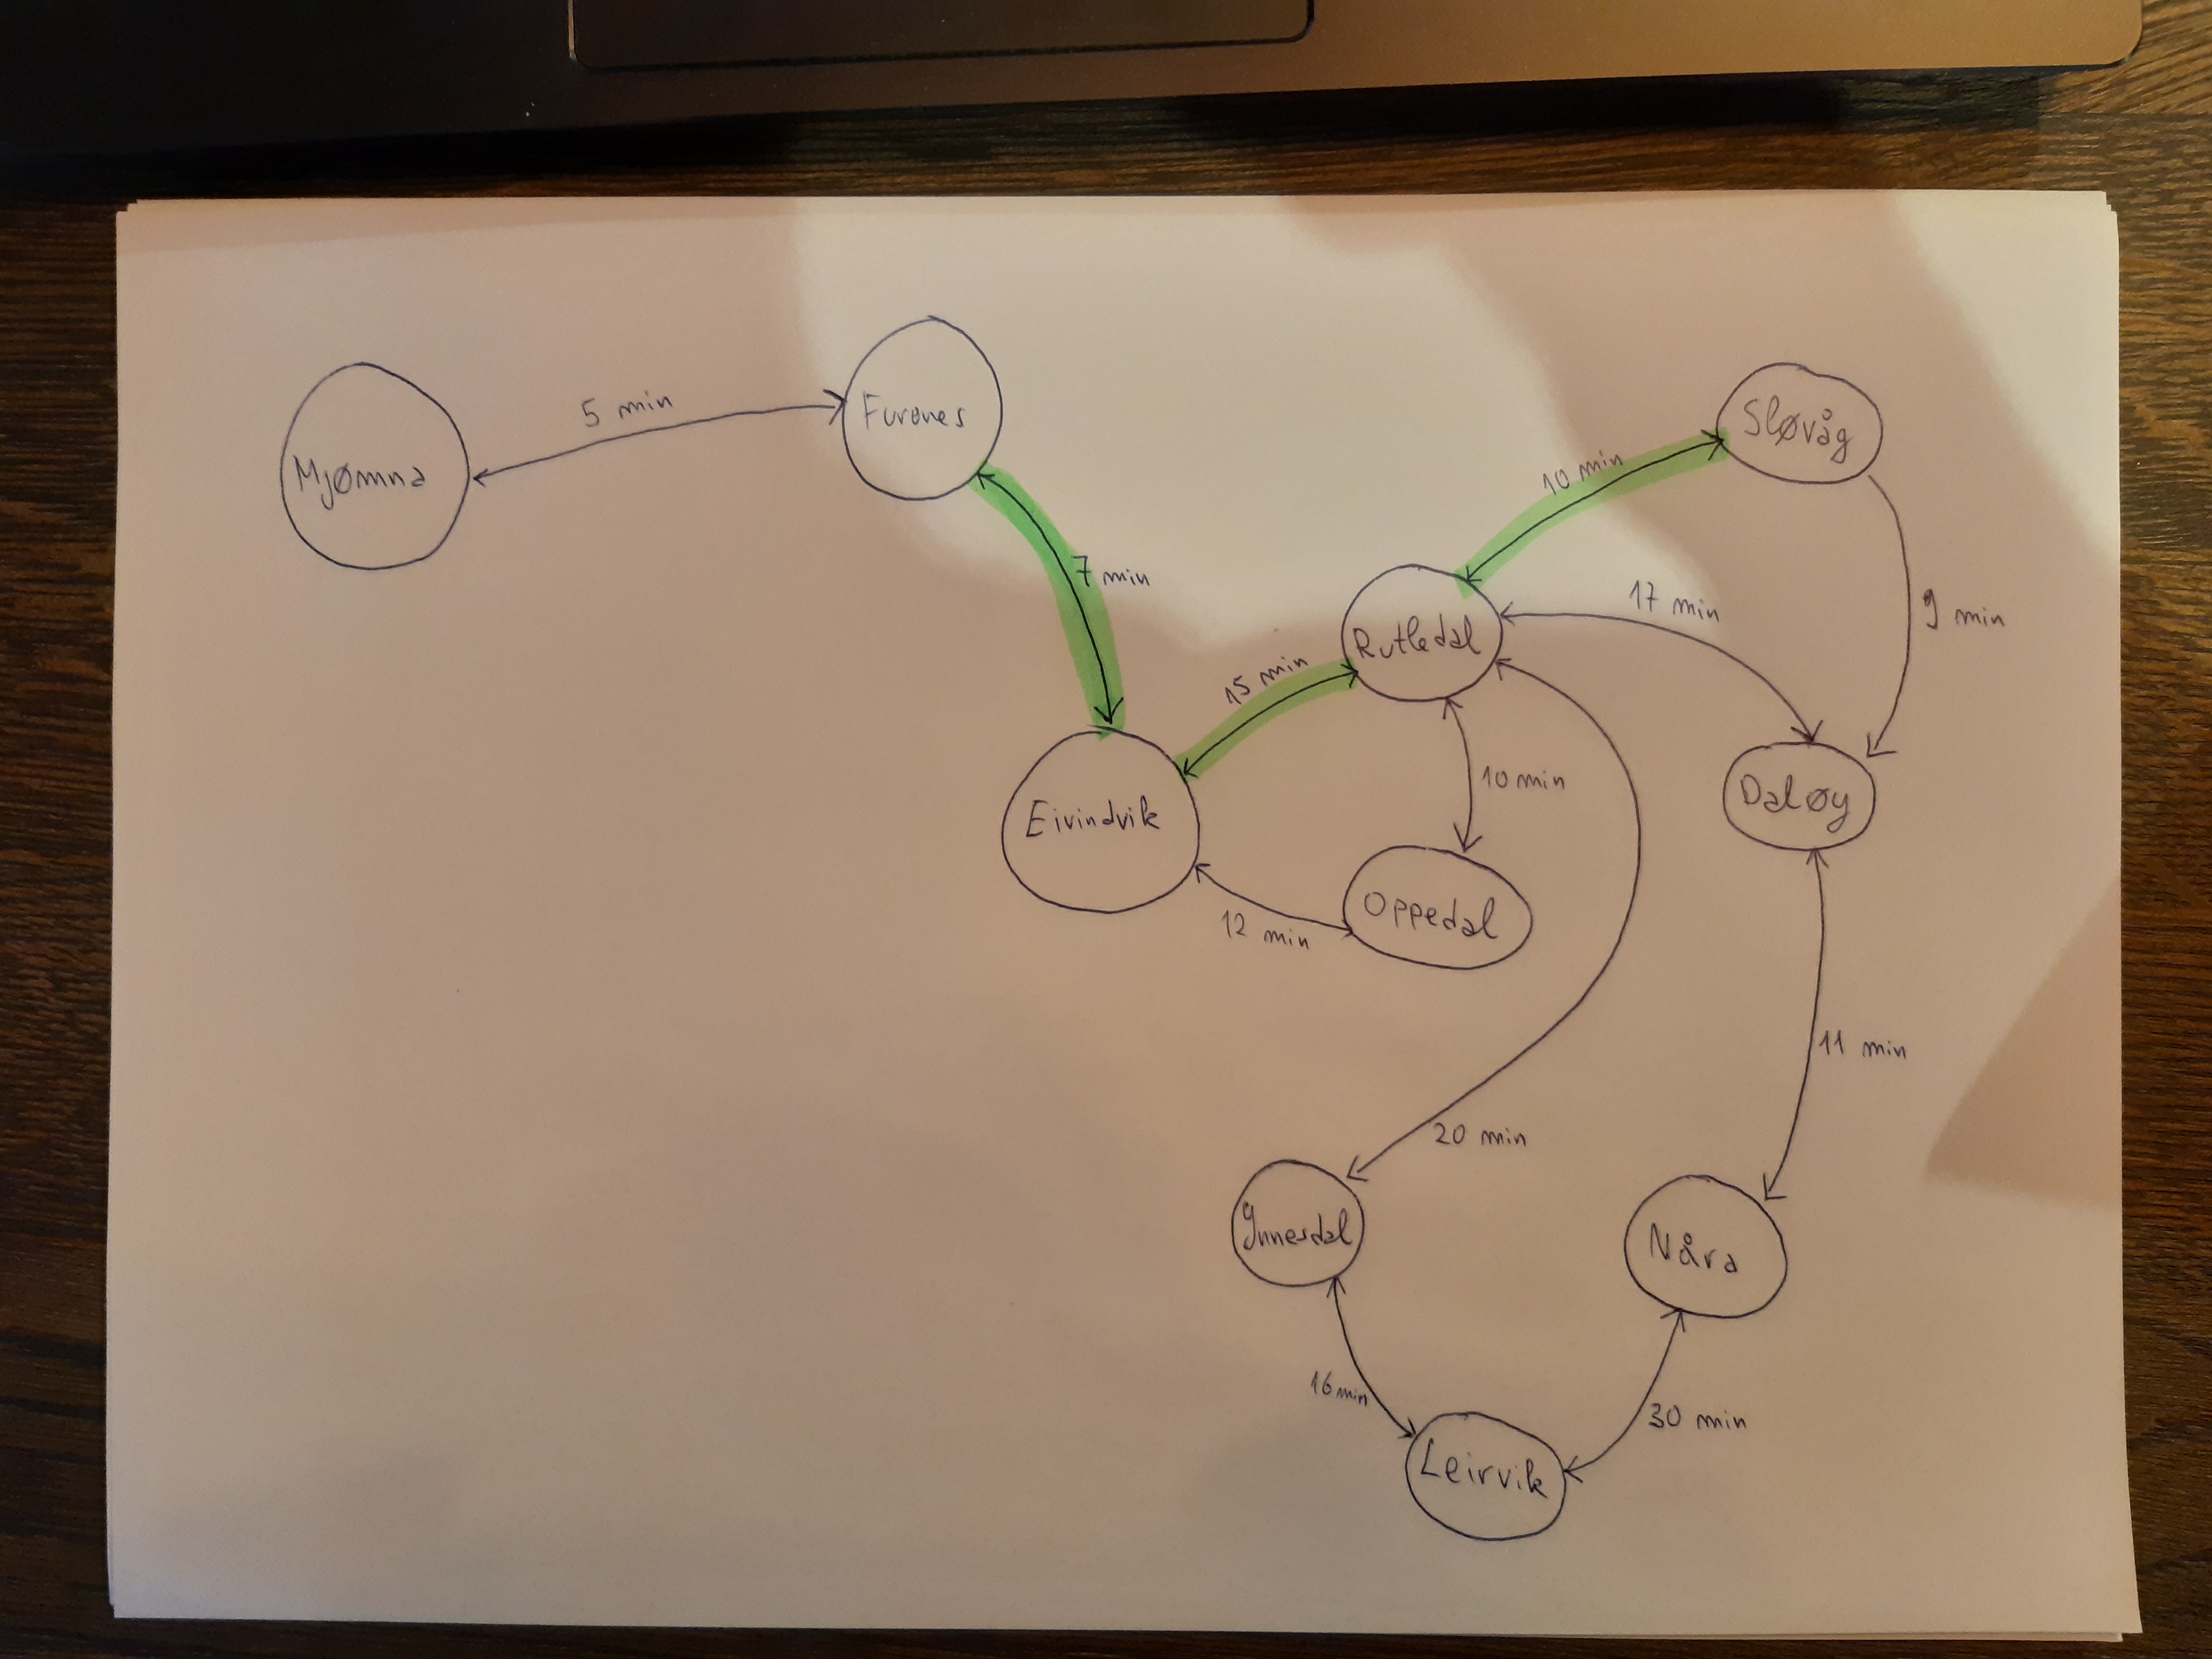 Mjømna
5 min
Furenes
7 min
Sløvåg
10 min
9 min
17 min
Rutledal
15 min
Eivindvik
10 min
Daløy
Oppedal
12 min
11 min
20 min
Ynnesdal
Nåra
16 min
30 min
Leirvik